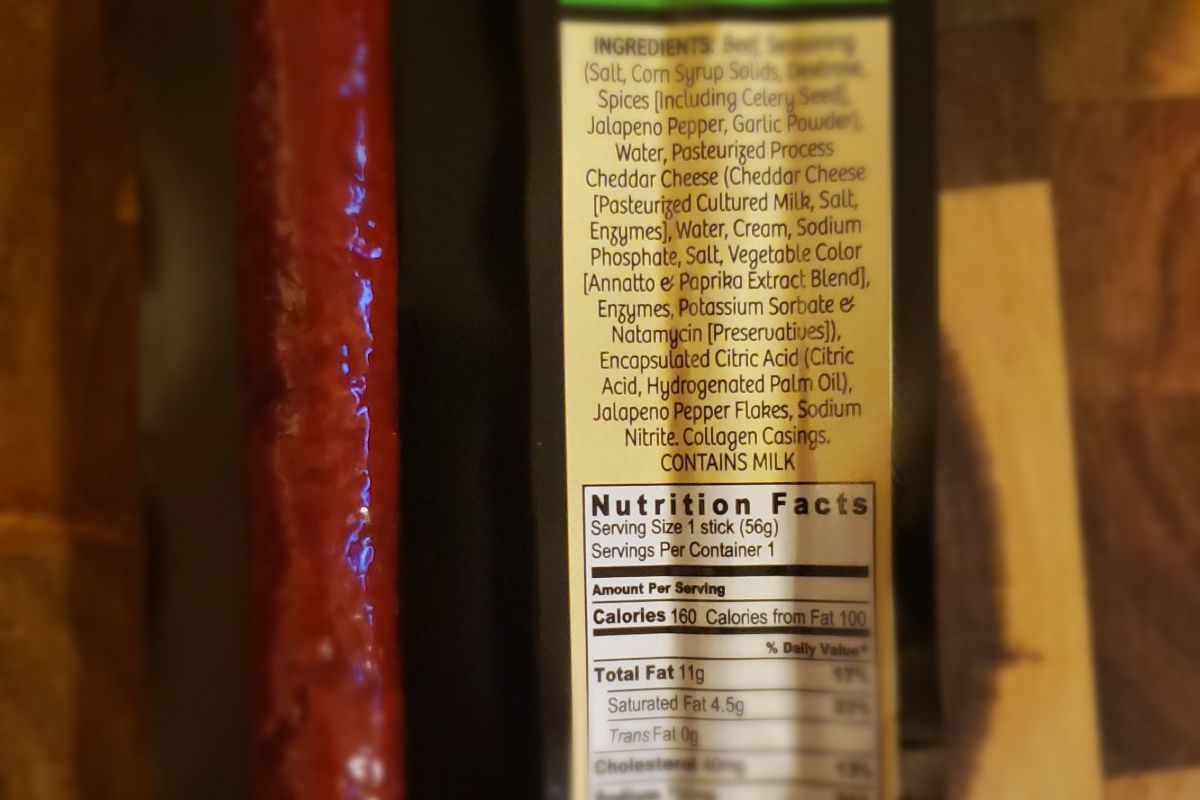 INGREDIENTS: Beef, Seasoning
(Salt, Corn Syrup Solids, Dextrose,
Spices [Including Celery Seed],
Jalapeno Pepper, Garlic Powder),
Water, Pasteurized Process
Cheddar Cheese (Cheddar Cheese
[Pasteurized Cultured Milk, Salt,
Enzymes], Water, Cream, Sodium
Phosphate, Salt, Vegetable Color
[Annatto & Paprika Extract Blend],
Enzymes, Potassium Sorbate &
Natamycin [Preservatives]),
Encapsulated Citric Acid (Citric
Acid, Hydrogenated Palm Oil),
Jalapeno Pepper Flakes, Sodium
Nitrite. Collagen Casings.
CONTAINS MILK
Nutrition Facts
Serving Size 1 stick (56g)
Servings Per Container 1
Amount Per Serving
Calories 160 Calories from Fat 100
% Daily Value*
Total Fat 11g 17%
Saturated Fat 4.5g
Trans Fat 0g
Cholesterol
Sodium